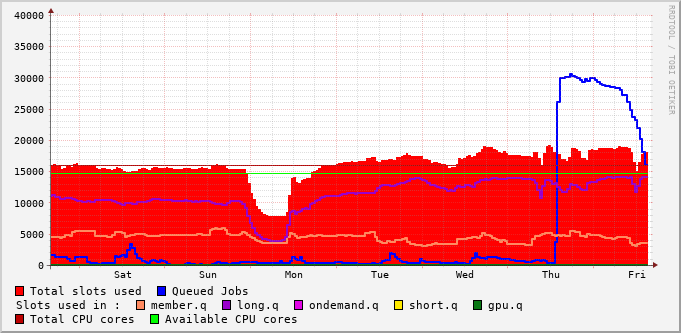 40000
35000
30000
25000
20000
15000
10000
5000
0
Sat Sun Mon Tue Wed Thu Fri
RRDTOOL / TOBI OETIKER
Total slots used Queued Jobs
Slots used in : member.q long.q ondemand.q short.q gpu.q
Total CPU cores Available CPU cores